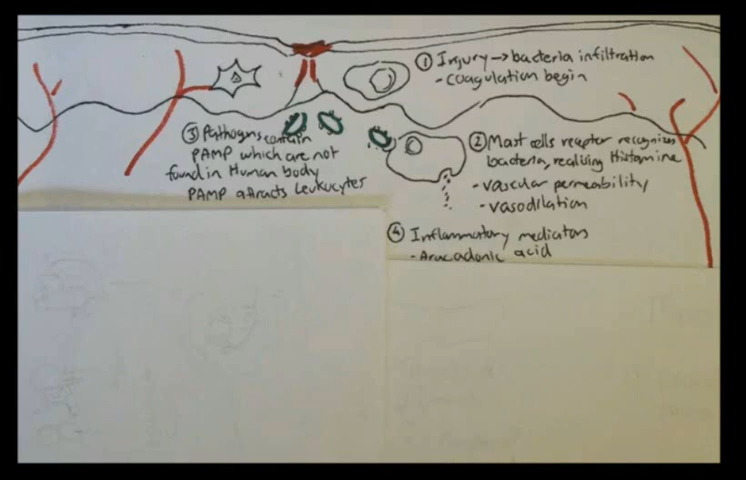 ① Injury → bacteria infiltration
- coagulation begin
② Mast cells receptor recognizes
bacteria, realising Histamine
- vascular permeability
- vasodilation
③ Pathogens contain
PAMP which are not
found in Human body
PAMP attracts Leukocytes
④ Inflammatory mediators
- Aracadonic acid